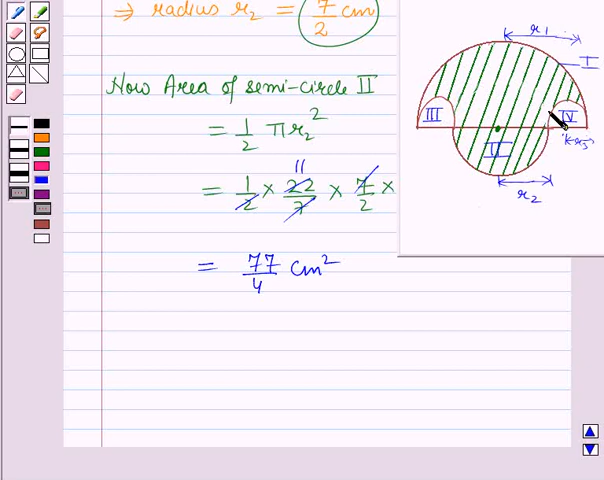 ⇒ radius r₂ = 7/2 cm
Now Area of semi-circle II
= 1/2 πr₂²
= 1/2 × 22/7 × 7/2 ×
11
= 77/4 cm²
r₁
I
III
IV
r₃
II
r₂